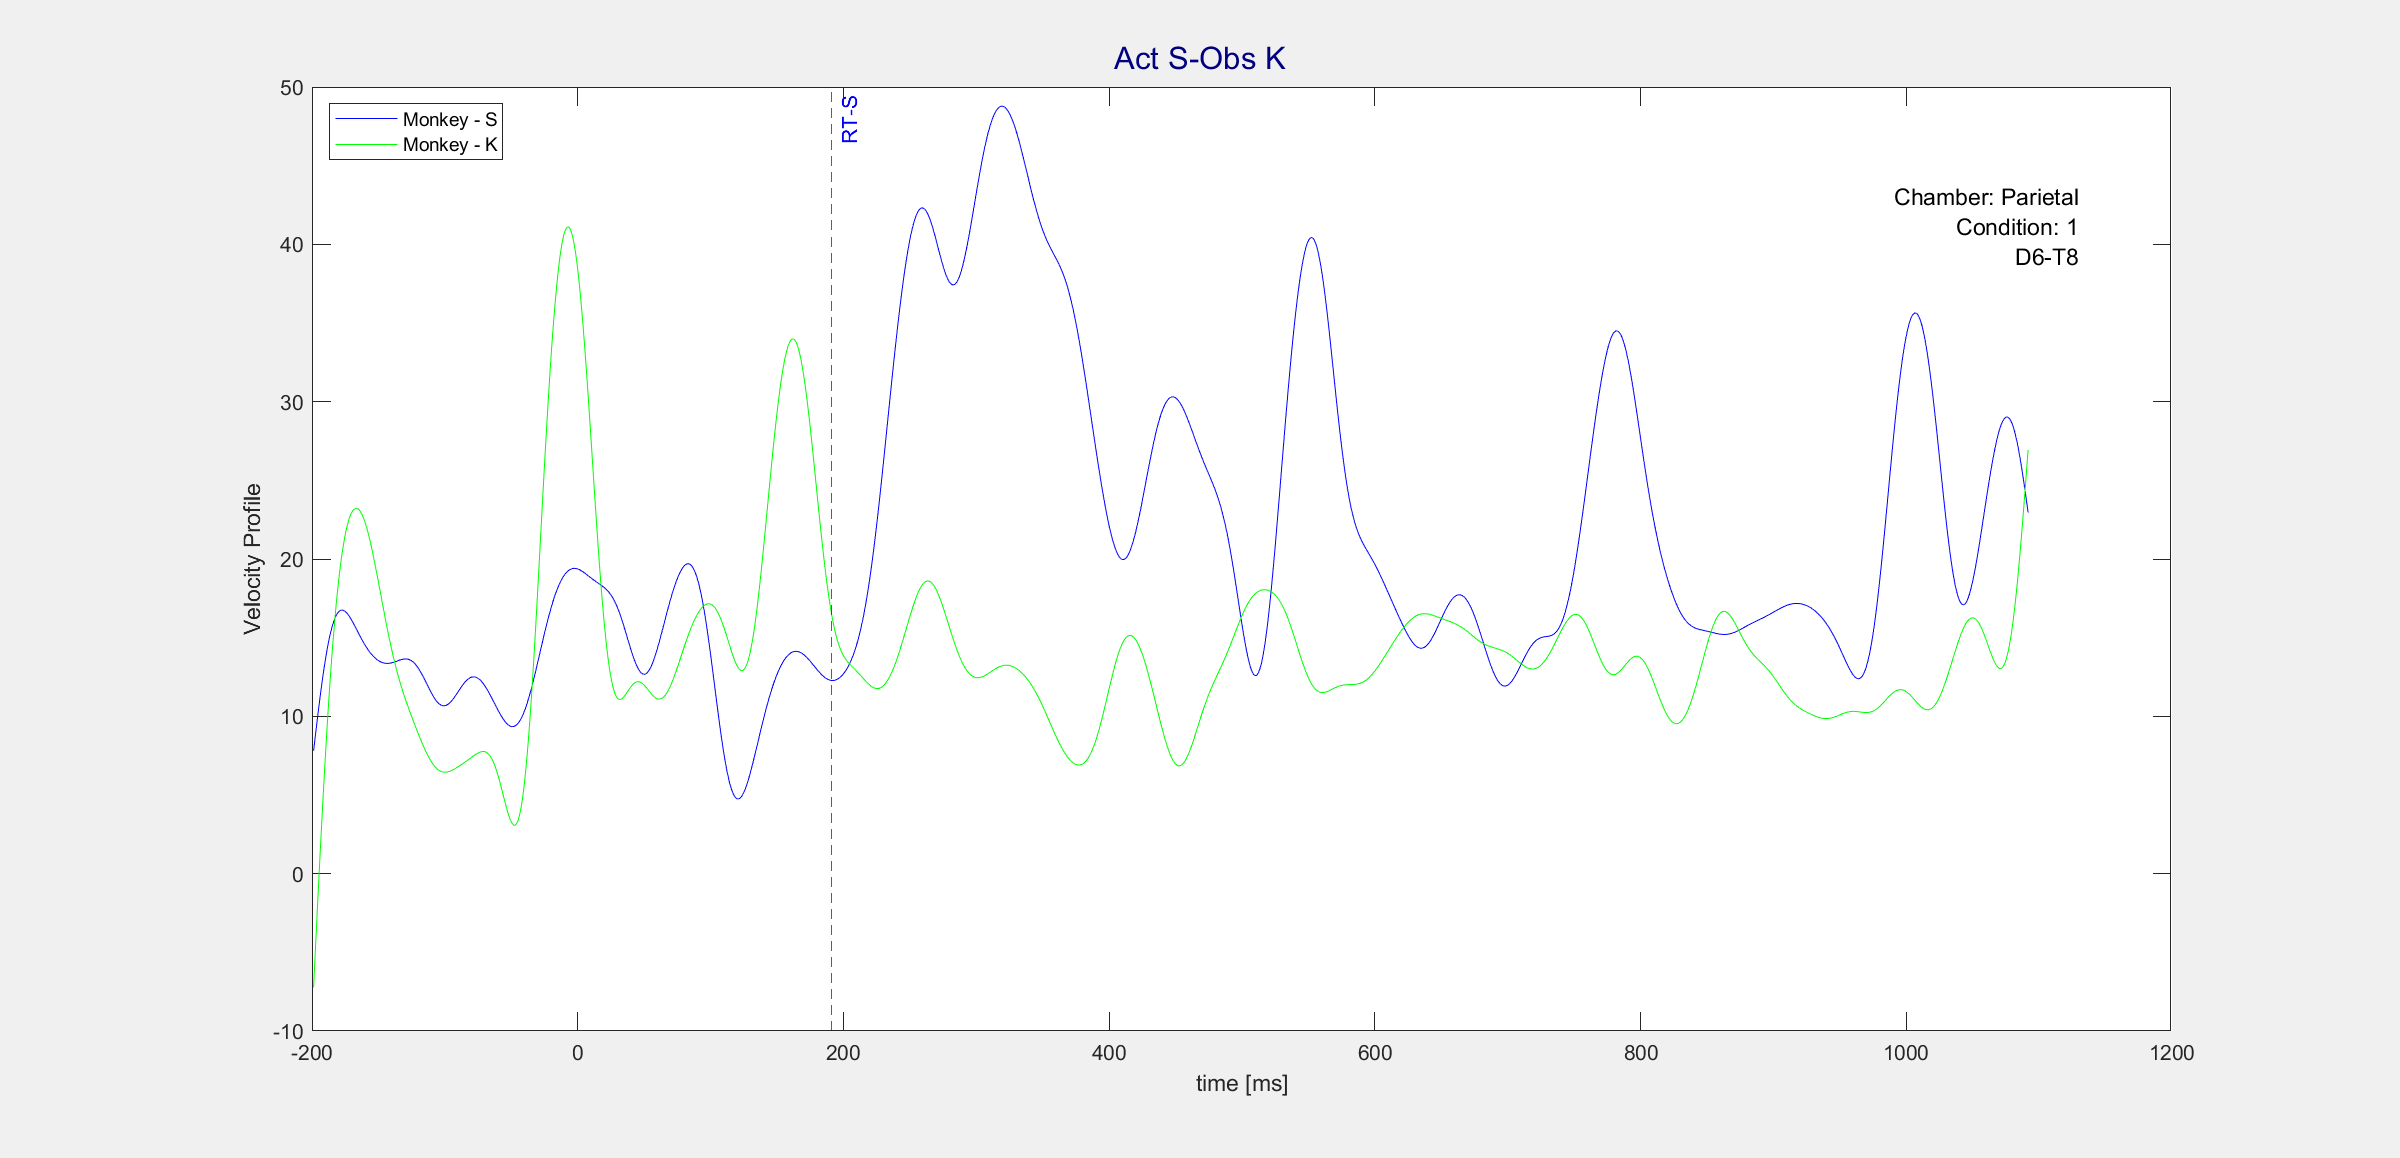 Act S-Obs K
50
40
30
20
10
0
-10
Velocity Profile
Monkey - S
Monkey - K
RT-S
Chamber: Parietal
Condition: 1
D6-T8
-200 0 200 400 600 800 1000 1200
time [ms]